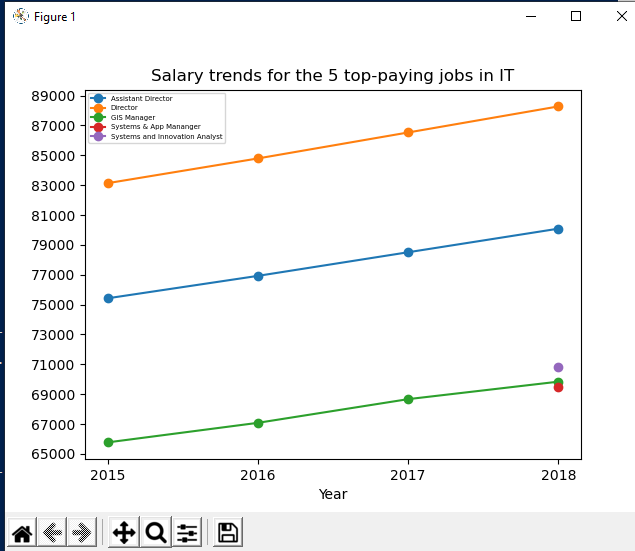 Figure 1
Salary trends for the 5 top-paying jobs in IT
89000
87000
85000
83000
81000
79000
77000
75000
73000
71000
69000
67000
65000
Assistant Director
Director
GIS Manager
Systems & App Mananger
Systems and Innovation Analyst
2015 2016 2017 2018
Year